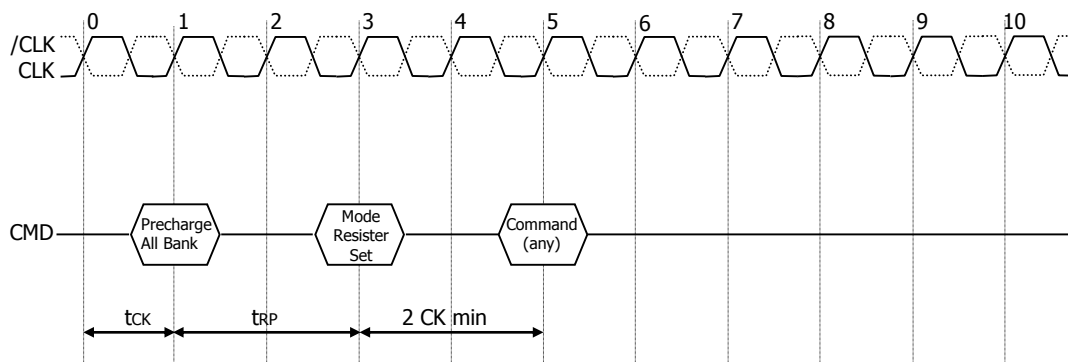 0 1 2 3 4 5 6 7 8 9 10
/CLK
CLK
CMD
Precharge
All Bank
Mode
Resister
Set
Command
(any)
tCK
tRP
2 CK min